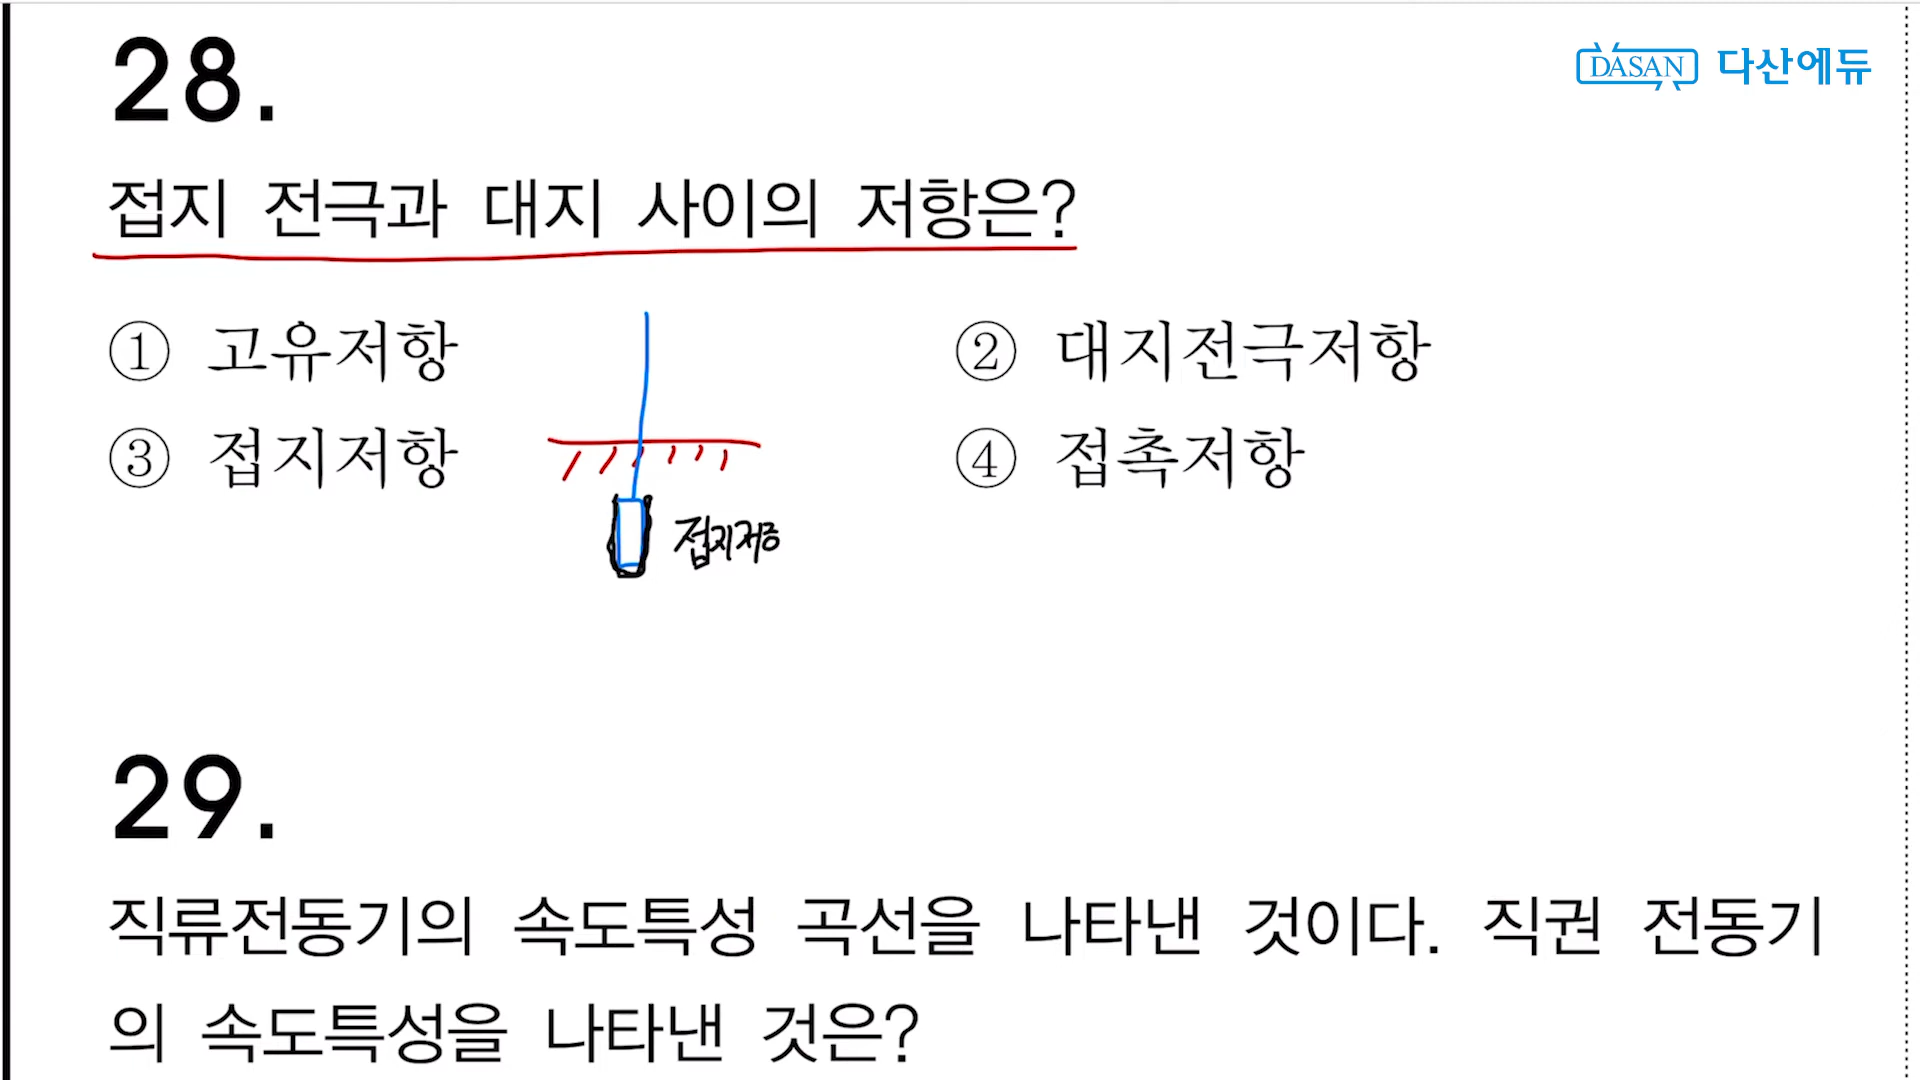 28.
DASAN 다산에듀
접지 전극과 대지 사이의 저항은?
① 고유저항
② 대지전극저항
③ 접지저항
④ 접촉저항
29.
직류전동기의 속도특성 곡선을 나타낸 것이다. 직권 전동기
의 속도특성을 나타낸 것은?